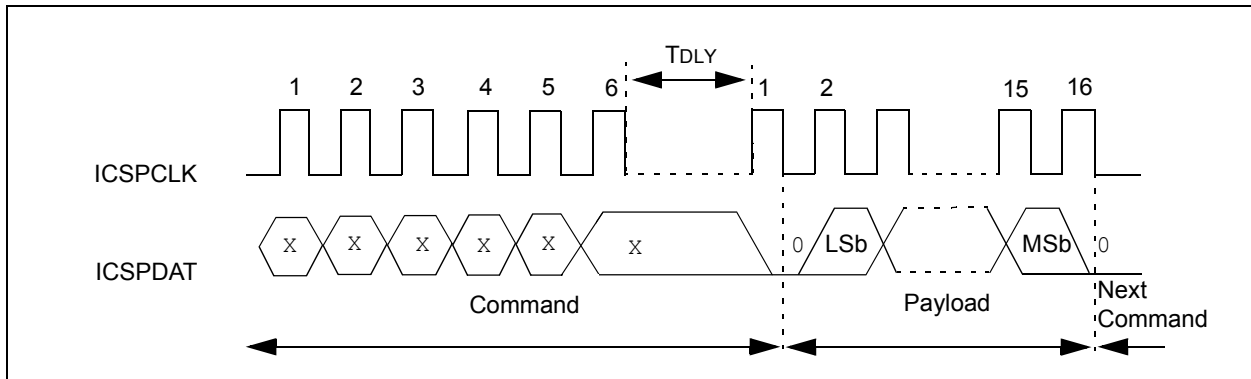 TDLY
1 2 3 4 5 6 1 2 15 16
ICSPCLK
X X X X X X 0 LSb MSb 0
ICSPDAT
Command Payload Next
Command